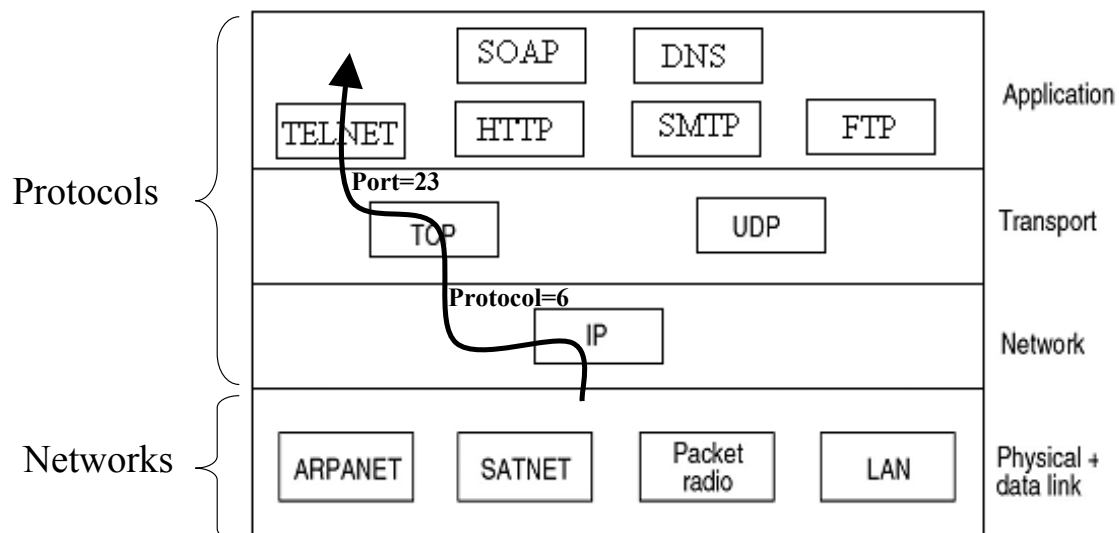 SOAP
DNS
Application
TELNET
HTTP
SMTP
FTP
Protocols
Port=23
TCP
UDP
Transport
Protocol=6
IP
Network
Networks
ARPANET
SATNET
Packet
radio
LAN
Physical +
data link